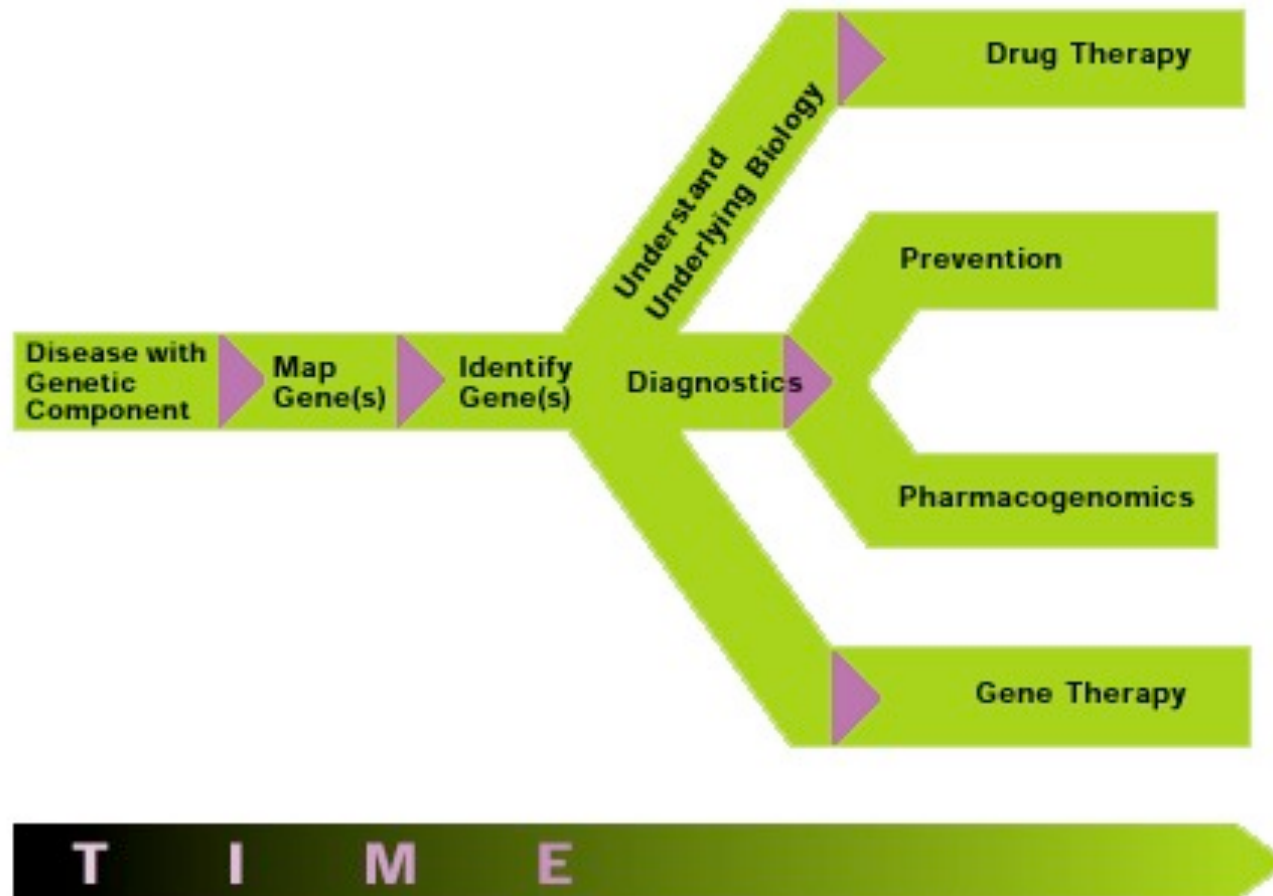 Drug Therapy
Understand
Underlying Biology
Prevention
Disease with
Genetic
Component
Map
Gene(s)
Identify
Gene(s)
Diagnostics
Pharmacogenomics
Gene Therapy
T I M E